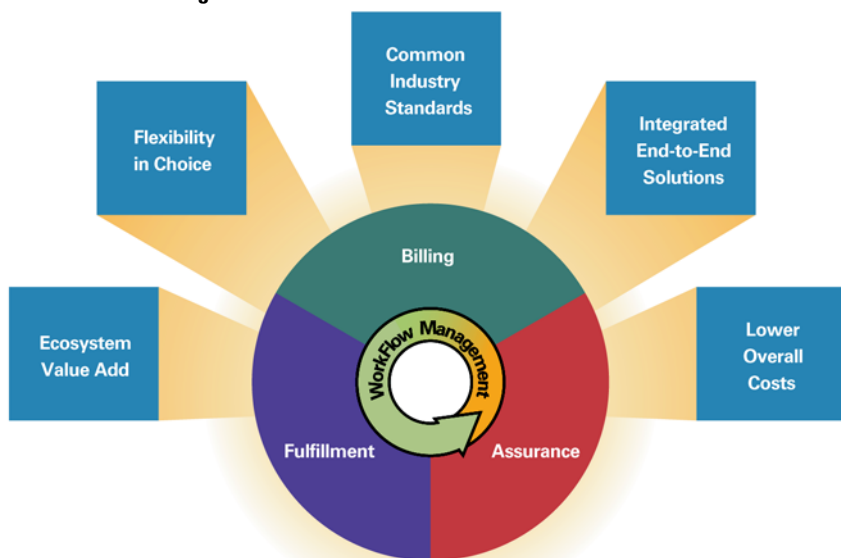 Common
Industry
Standards
Flexibility
in Choice
Integrated
End-to-End
Solutions
Billing
Ecosystem
Value Add
WorkFlow Management
Lower
Overall
Costs
Fulfillment
Assurance